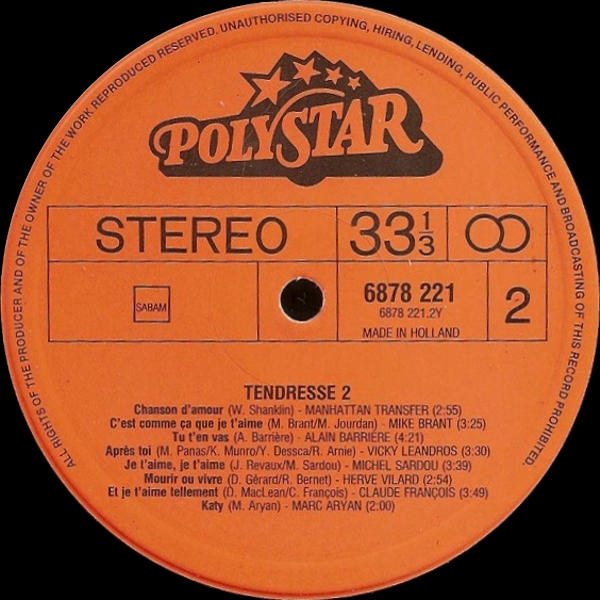 ALL RIGHTS OF THE PRODUCER AND OF THE OWNER OF THE WORK REPRODUCED RESERVED. UNAUTHORISED COPYING, HIRING, LENDING, PUBLIC PERFORMANCE AND BROADCASTING OF THIS RECORD PROHIBITED.
POLYSTAR
STEREO 33 1/3
SABAM 6878 221 2
6878 221.2Y
MADE IN HOLLAND
TENDRESSE 2
Chanson d'amour (W. Shanklin) - MANHATTAN TRANSFER (2:55)
C'est comme ça que je t'aime (M. Brant/M. Jourdan) - MIKE BRANT (3:25)
Tu t'en vas (A. Barrière) - ALAIN BARRIÈRE (4:21)
Après toi (M. Panas/K. Munro/Y. Dessca/R. Arnie) - VICKY LEANDROS (3:30)
Je t'aime, je t'aime (J. Revaux/M. Sardou) - MICHEL SARDOU (3:39)
Mourir ou vivre (D. Gérard/R. Bernet) - HERVE VILARD (2:54)
Et je t'aime tellement (D. MacLean/C. François) - CLAUDE FRANÇOIS (3:49)
Katy (M. Aryan) - MARC ARYAN (2:00)